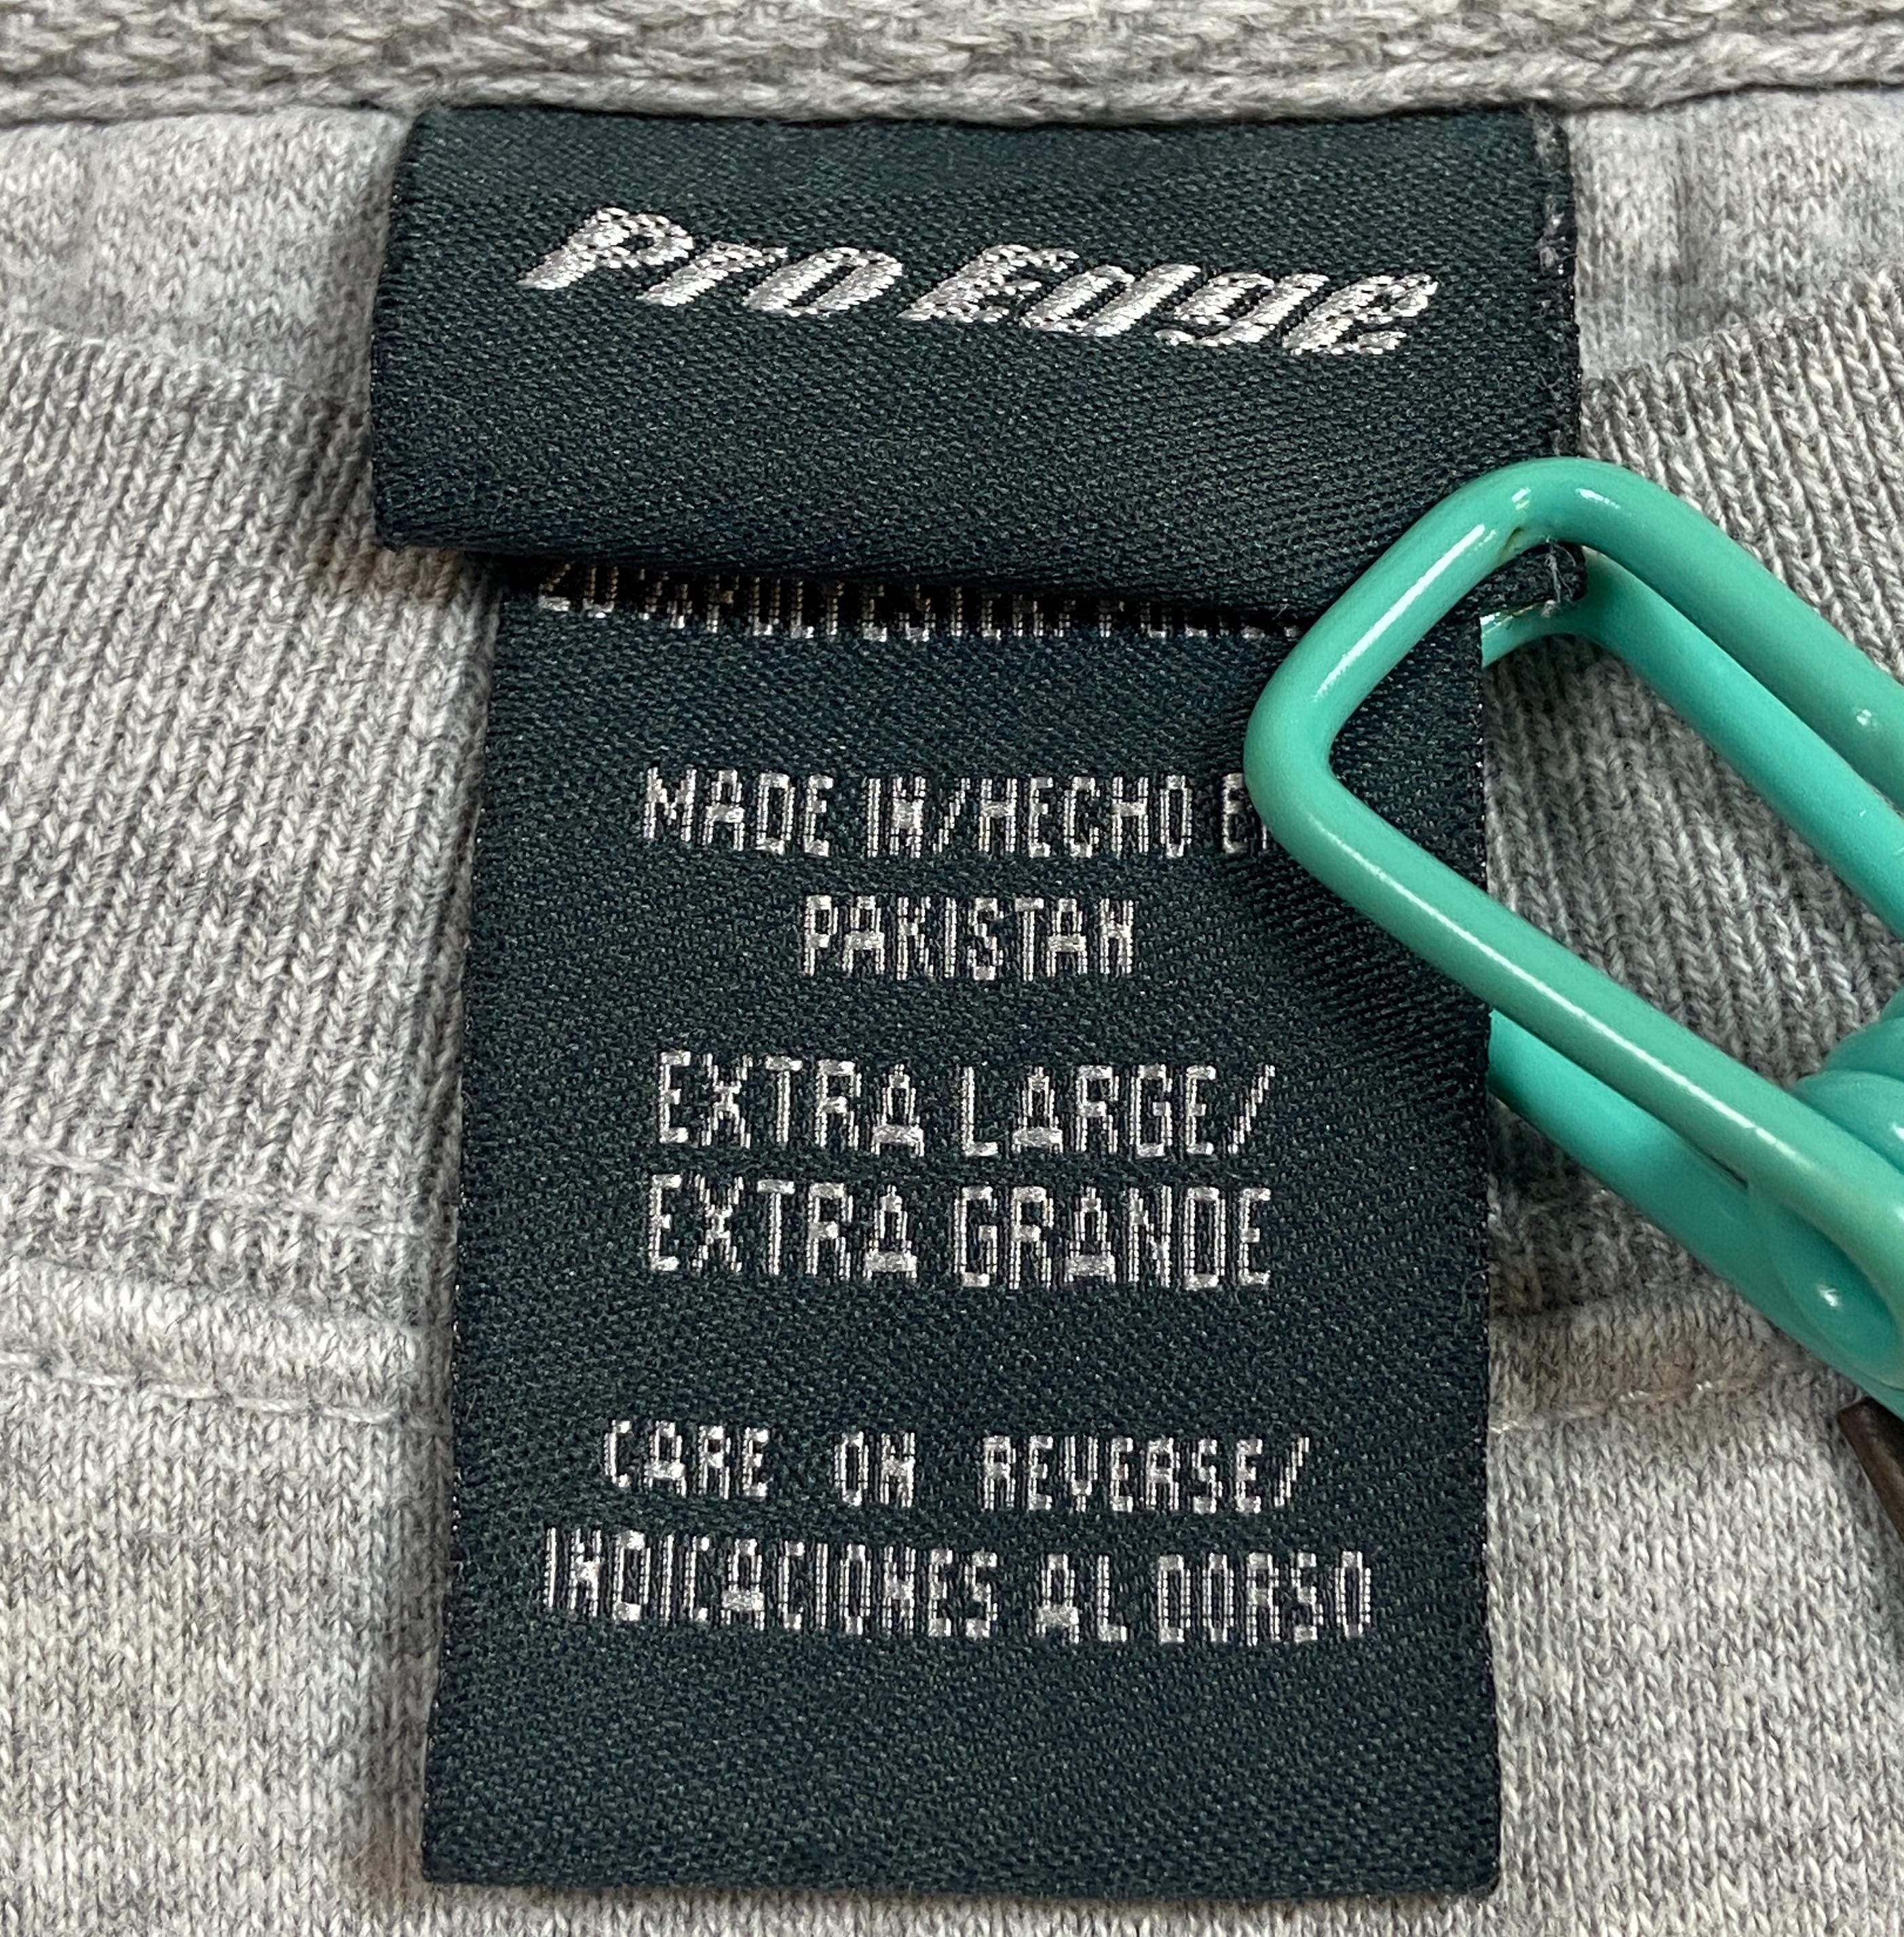 Pro Edge
MADE IN/HECHO
PAKISTAN
EXTRA LARGE/
EXTRA GRANDE
CARE ON REVERSE/
INDICACIONES AL DORSO